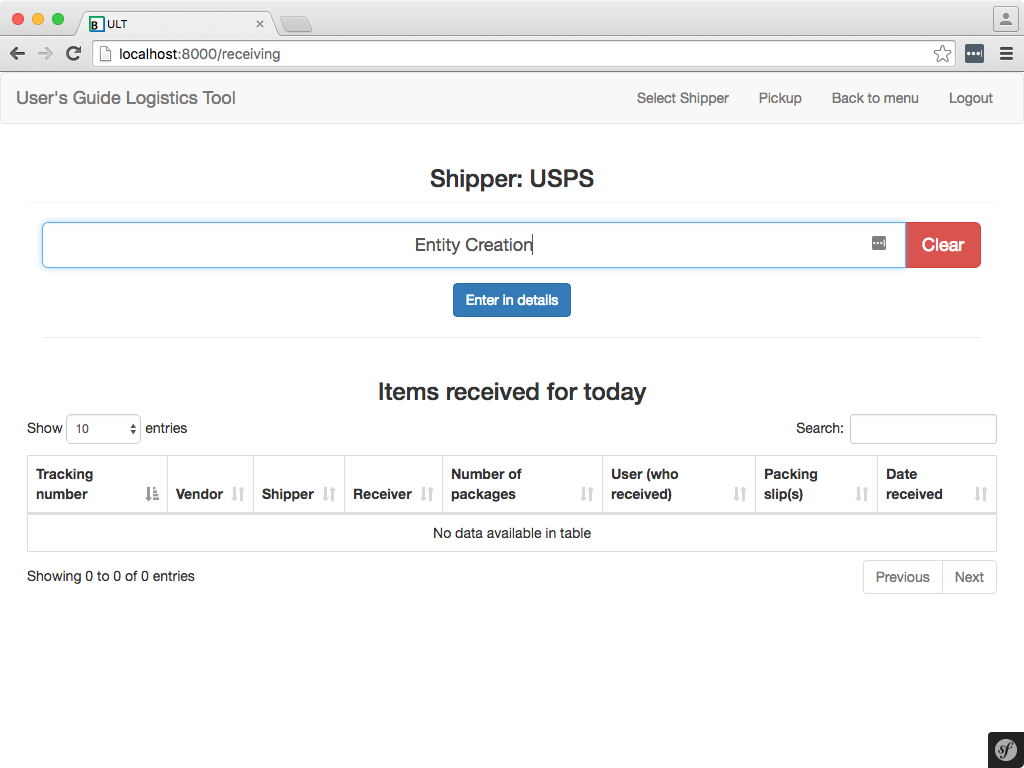 B ULT
localhost:8000/receiving
User's Guide Logistics Tool Select Shipper Pickup Back to menu Logout
Shipper: USPS
Entity Creation Clear
Enter in details
Items received for today
Show 10 entries Search:
Tracking number Vendor Shipper Receiver Number of packages User (who received) Packing slip(s) Date received
No data available in table
Showing 0 to 0 of 0 entries Previous Next
sf